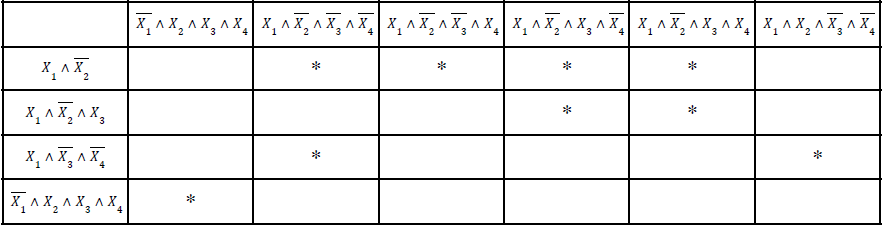 X̅₁ ∧ X₂ ∧ X₃ ∧ X₄ X₁ ∧ X̅₂ ∧ X̅₃ ∧ X̅₄ X₁ ∧ X̅₂ ∧ X̅₃ ∧ X₄ X₁ ∧ X̅₂ ∧ X₃ ∧ X̅₄ X₁ ∧ X̅₂ ∧ X₃ ∧ X₄ X₁ ∧ X₂ ∧ X̅₃ ∧ X̅₄
X₁ ∧ X̅₂ * * * *
X₁ ∧ X̅₂ ∧ X₃ * *
X₁ ∧ X̅₃ ∧ X̅₄ * *
X̅₁ ∧ X₂ ∧ X₃ ∧ X₄ *